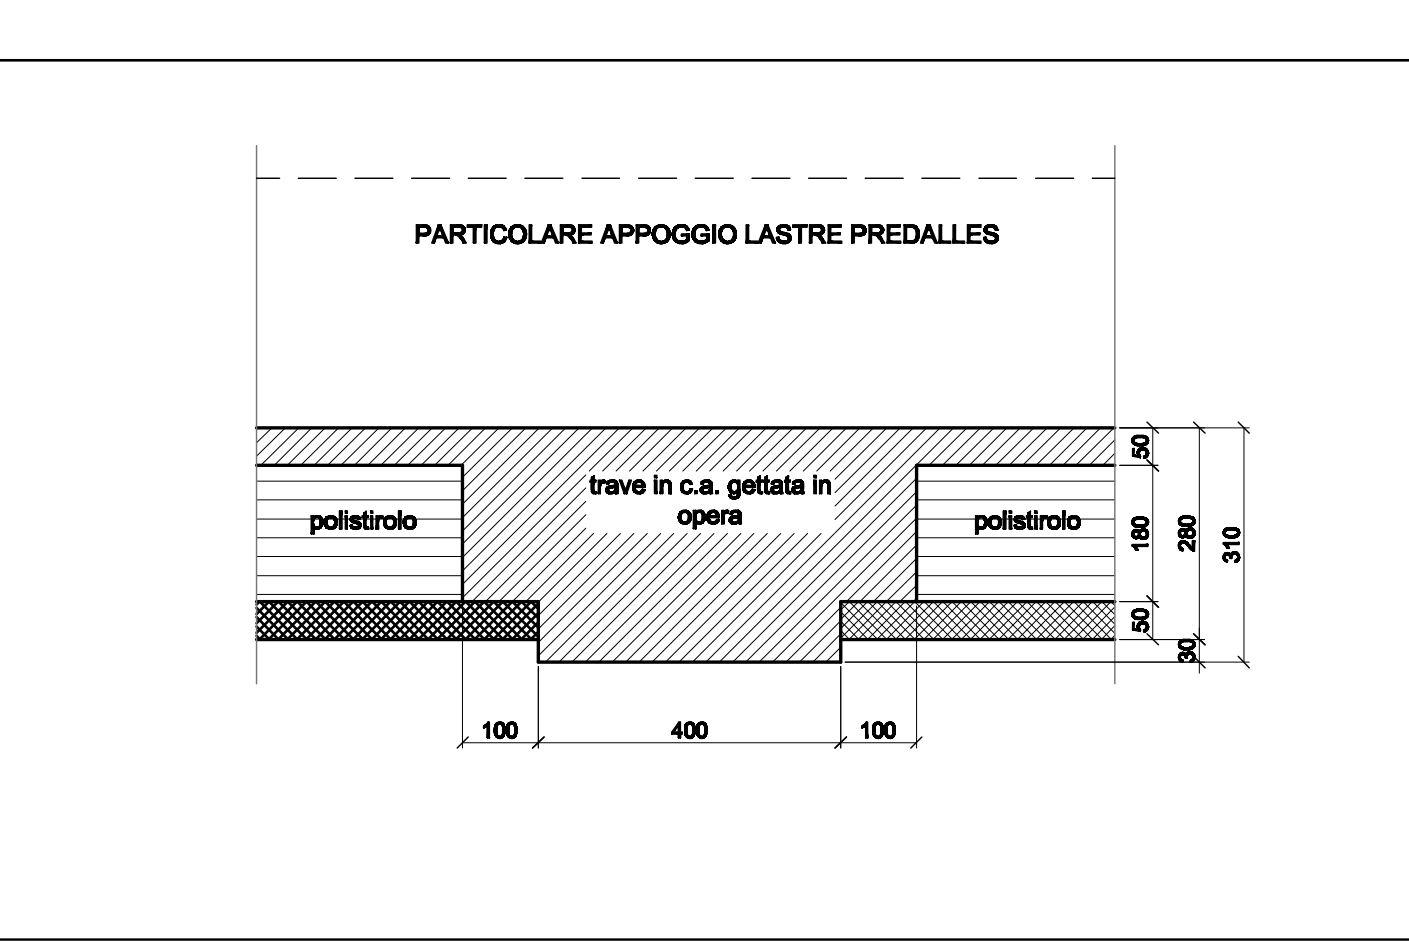 PARTICOLARE APPOGGIO LASTRE PREDALLES
trave in c.a. gettata in
opera
polistirolo
polistirolo
50
180
50
280
30
310
100
400
100